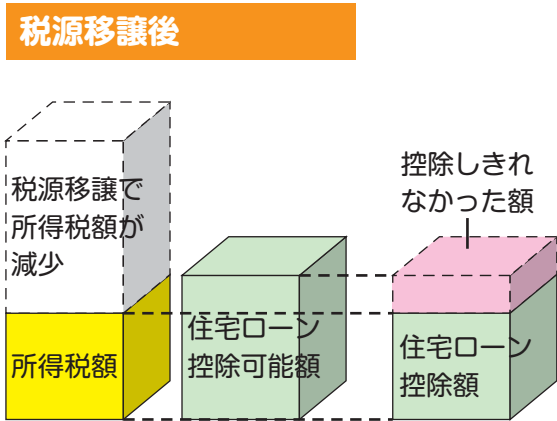 税源移譲後
税源移譲で
所得税額が
減少
所得税額
住宅ローン
控除可能額
控除しきれ
なかった額
住宅ローン
控除額